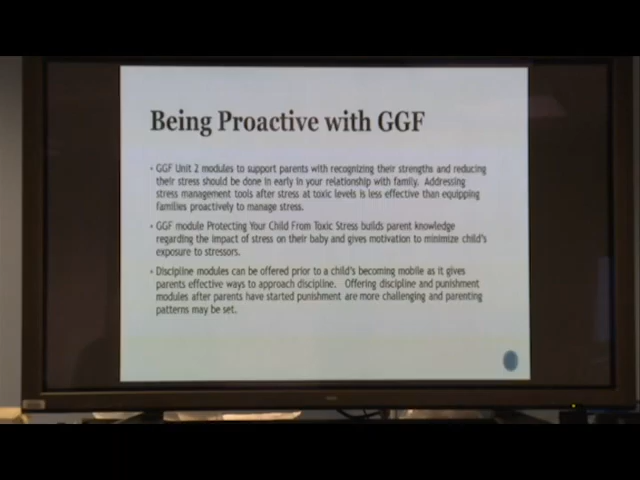 Being Proactive with GGF
• GGF Unit 2 modules to support parents with recognizing their strengths and reducing
their stress should be done in early in your relationship with family. Addressing
stress management tools after stress at toxic levels is less effective than equipping
families proactively to manage stress.
• GGF module Protecting Your Child From Toxic Stress builds parent knowledge
regarding the impact of stress on their baby and gives motivation to minimize child's
exposure to stressors.
• Discipline modules can be offered prior to a child's becoming mobile as it gives
parents effective ways to approach discipline. Offering discipline and punishment
modules after parents have started punishment are more challenging and parenting
patterns may be set.